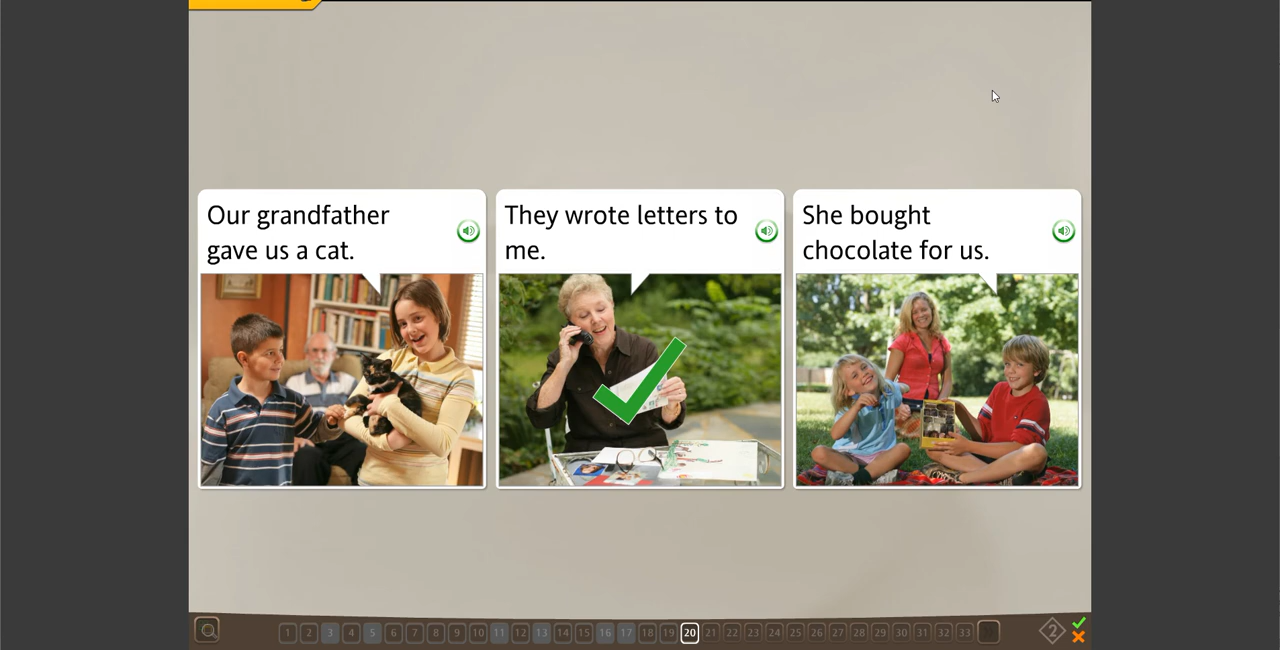 Our grandfather
gave us a cat.
They wrote letters to
me.
She bought
chocolate for us.
1 2 3 4 5 6 7 8 9 10 11 12 13 14 15 16 17 18 19 20 21 22 23 24 25 26 27 28 29 30 31 32 33
2